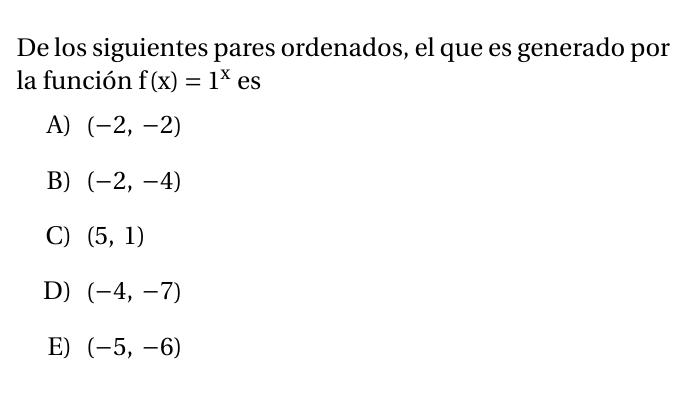 De los siguientes pares ordenados, el que es generado por
la función f(x) = 1ˣ es
A) (−2, −2)
B) (−2, −4)
C) (5, 1)
D) (−4, −7)
E) (−5, −6)